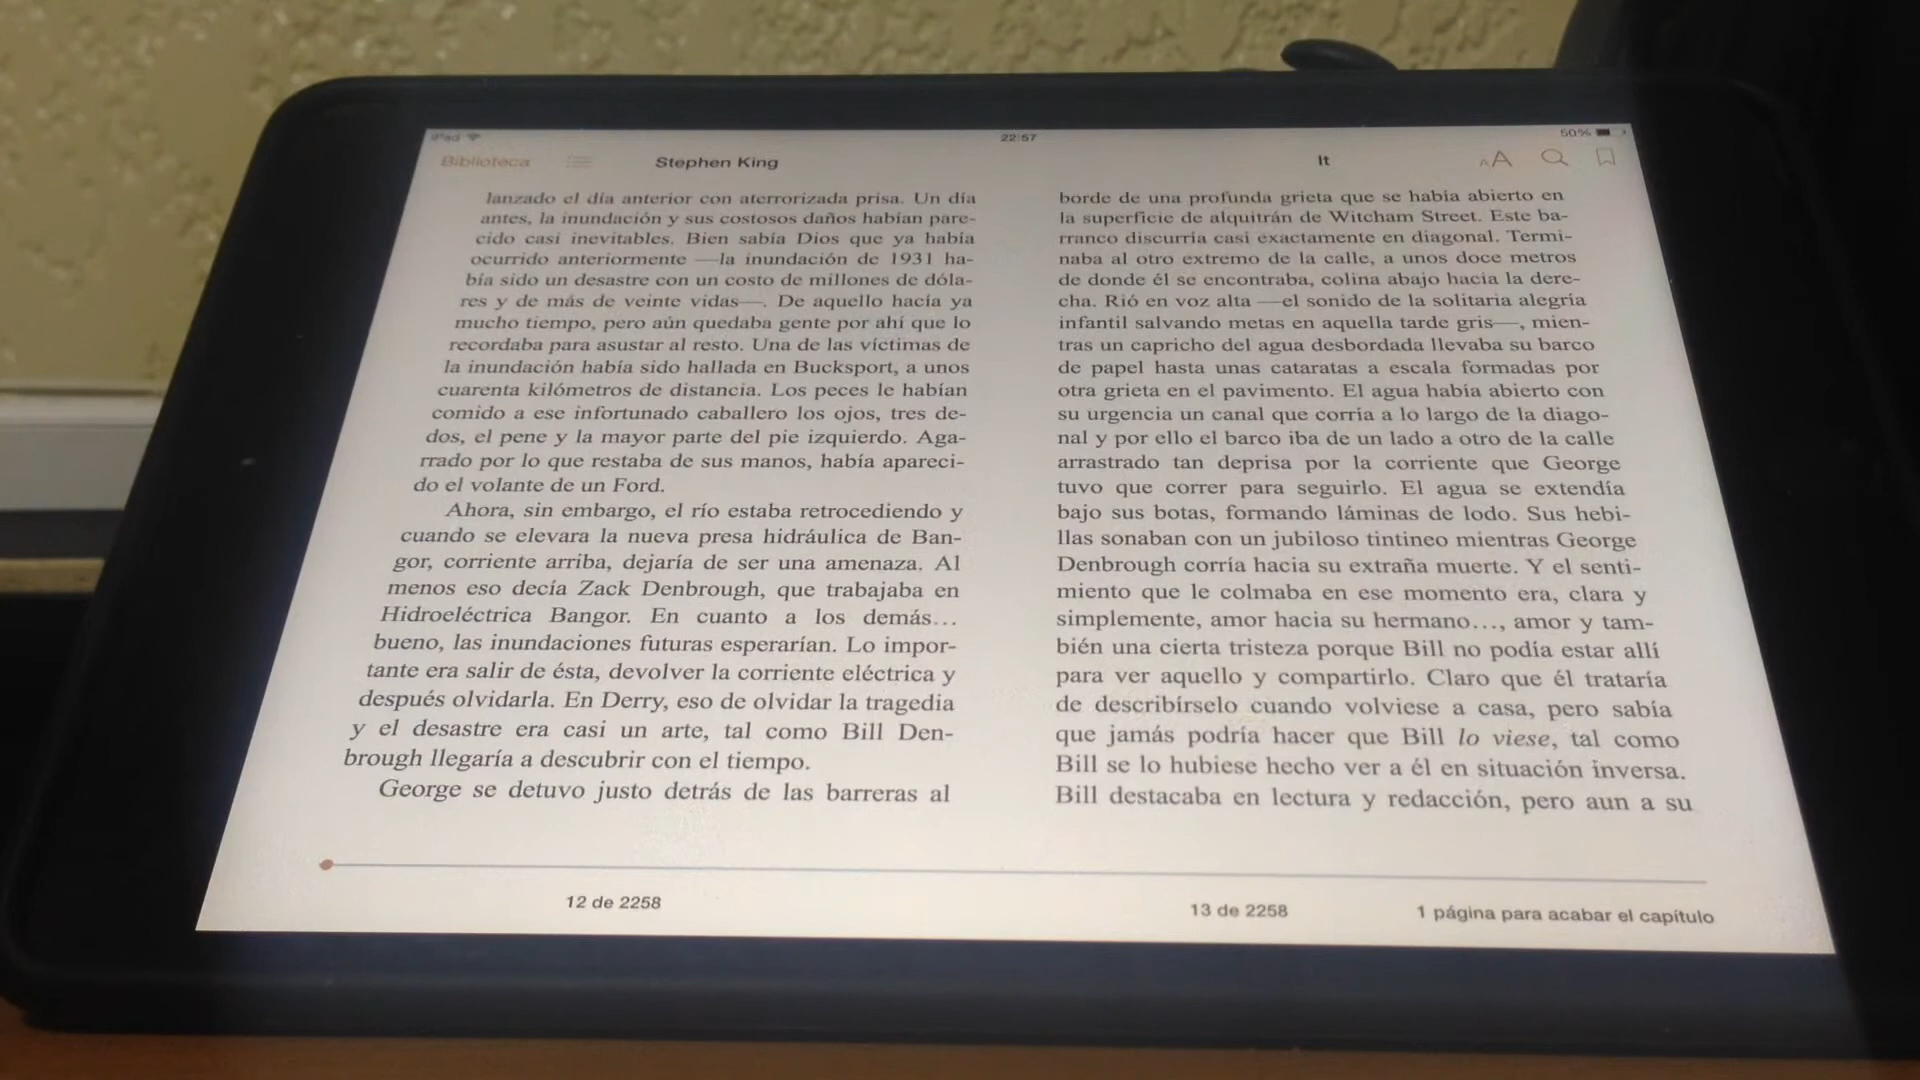 iPad
22:57
50%
Biblioteca
Stephen King
It
AA
lanzado el día anterior con aterrorizada prisa. Un día
antes, la inundación y sus costosos daños habían pare-
cido casi inevitables. Bien sabía Dios que ya había
ocurrido anteriormente —la inundación de 1931 ha-
bía sido un desastre con un costo de millones de dóla-
res y de más de veinte vidas—. De aquello hacía ya
mucho tiempo, pero aún quedaba gente por ahí que lo
recordaba para asustar al resto. Una de las víctimas de
la inundación había sido hallada en Bucksport, a unos
cuarenta kilómetros de distancia. Los peces le habían
comido a ese infortunado caballero los ojos, tres de-
dos, el pene y la mayor parte del pie izquierdo. Aga-
rrado por lo que restaba de sus manos, había apareci-
do el volante de un Ford.
Ahora, sin embargo, el río estaba retrocediendo y
cuando se elevara la nueva presa hidráulica de Ban-
gor, corriente arriba, dejaría de ser una amenaza. Al
menos eso decía Zack Denbrough, que trabajaba en
Hidroeléctrica Bangor. En cuanto a los demás…
bueno, las inundaciones futuras esperarían. Lo impor-
tante era salir de ésta, devolver la corriente eléctrica y
después olvidarla. En Derry, eso de olvidar la tragedia
y el desastre era casi un arte, tal como Bill Den-
brough llegaría a descubrir con el tiempo.
George se detuvo justo detrás de las barreras al
borde de una profunda grieta que se había abierto en
la superficie de alquitrán de Witcham Street. Este ba-
rranco discurría casi exactamente en diagonal. Termi-
naba al otro extremo de la calle, a unos doce metros
de donde él se encontraba, colina abajo hacia la dere-
cha. Rió en voz alta —el sonido de la solitaria alegría
infantil salvando metas en aquella tarde gris—, mien-
tras un capricho del agua desbordada llevaba su barco
de papel hasta unas cataratas a escala formadas por
otra grieta en el pavimento. El agua había abierto con
su urgencia un canal que corría a lo largo de la diago-
nal y por ello el barco iba de un lado a otro de la calle
arrastrado tan deprisa por la corriente que George
tuvo que correr para seguirlo. El agua se extendía
bajo sus botas, formando láminas de lodo. Sus hebi-
llas sonaban con un jubiloso tintineo mientras George
Denbrough corría hacia su extraña muerte. Y el senti-
miento que le colmaba en ese momento era, clara y
simplemente, amor hacia su hermano…, amor y tam-
bién una cierta tristeza porque Bill no podía estar allí
para ver aquello y compartirlo. Claro que él trataría
de describírselo cuando volviese a casa, pero sabía
que jamás podría hacer que Bill lo viese, tal como
Bill se lo hubiese hecho ver a él en situación inversa.
Bill destacaba en lectura y redacción, pero aun a su
12 de 2258
13 de 2258
1 página para acabar el capítulo